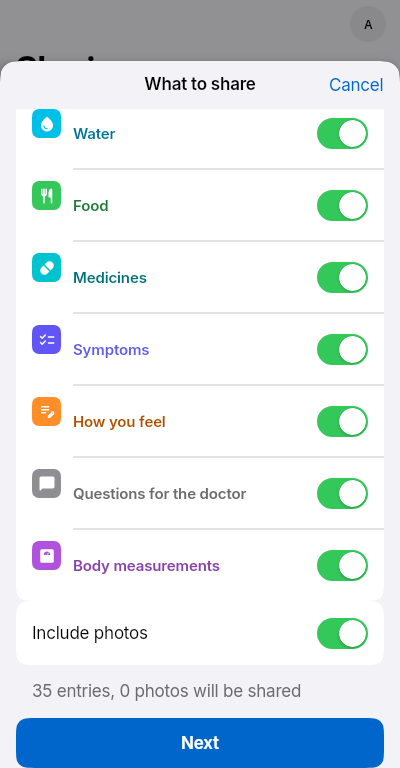 A
What to share
Cancel
Water
Food
Medicines
Symptoms
How you feel
Questions for the doctor
Body measurements
Include photos
35 entries, 0 photos will be shared
Next